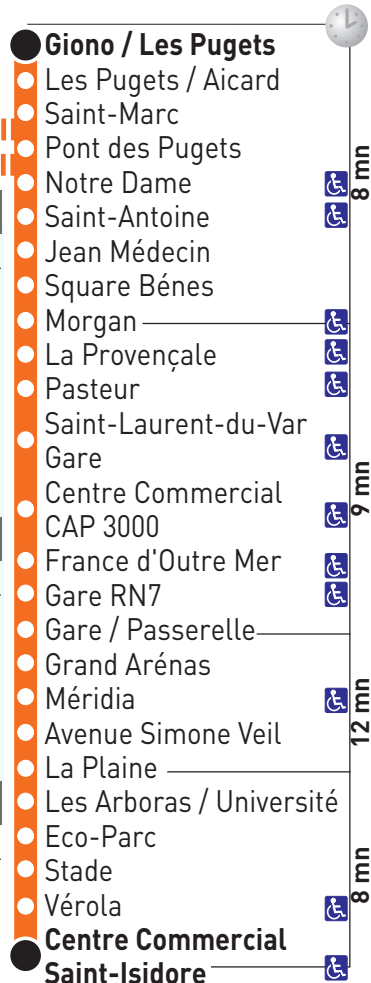 Giono / Les Pugets
Les Pugets / Aicard
Saint-Marc
Pont des Pugets
8 mn
Notre Dame
Saint-Antoine
Jean Médecin
Square Bénes
Morgan
La Provençale
Pasteur
Saint-Laurent-du-Var
Gare
9 mn
Centre Commercial
CAP 3000
France d'Outre Mer
Gare RN7
Gare / Passerelle
Grand Arénas
Méridia
12 mn
Avenue Simone Veil
La Plaine
Les Arboras / Université
Eco-Parc
Stade
8 mn
Vérola
Centre Commercial
Saint-Isidore